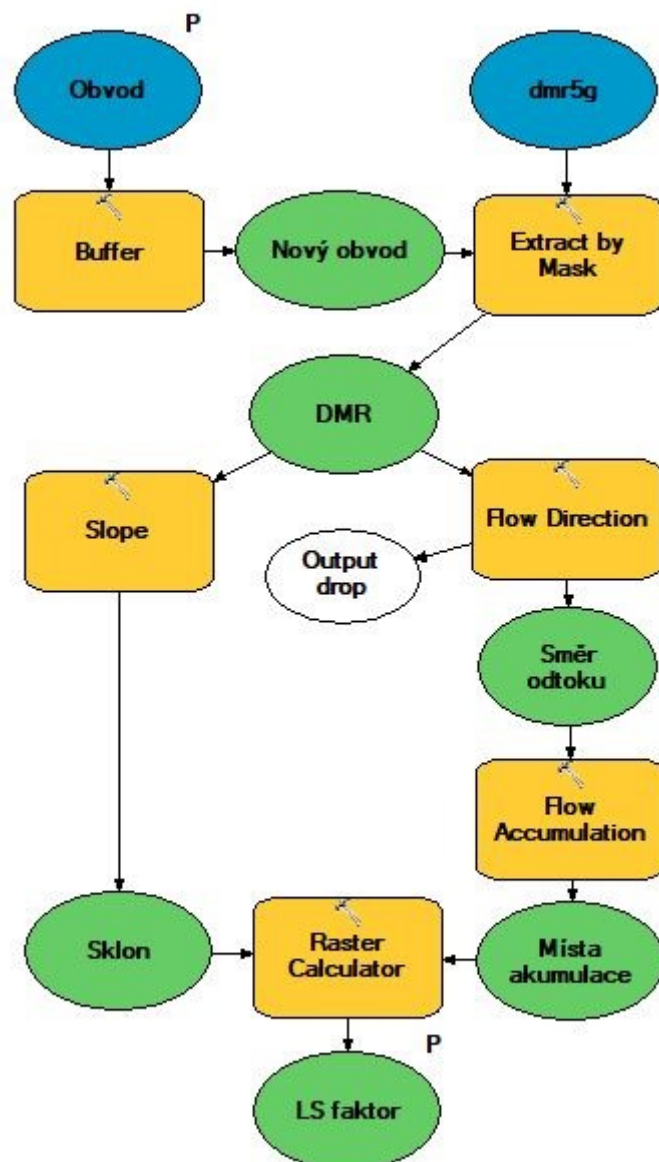 P
Obvod
dmr5g
Buffer
Nový obvod
Extract by
Mask
DMR
Slope
Flow Direction
Output
drop
Směr
odtoku
Flow
Accumulation
Sklon
Raster
Calculator
Místa
akumulace
P
LS faktor